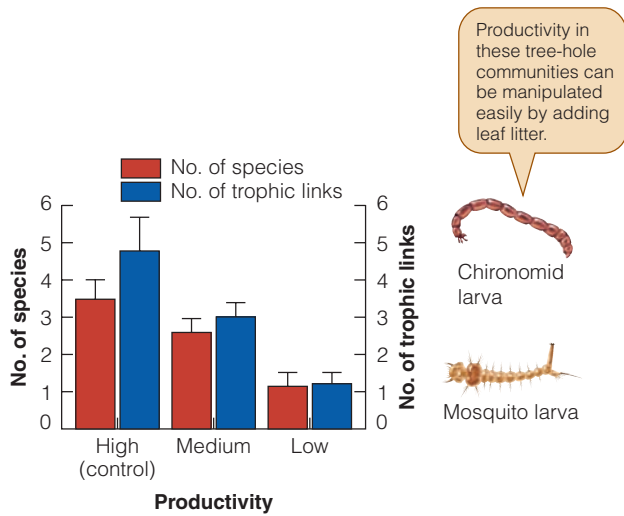 Productivity in
these tree-hole
communities can
be manipulated
easily by adding
leaf litter.
No. of species
No. of trophic links
6
5
4
3
2
1
0
No. of species
6
5
4
3
2
1
0
No. of trophic links
High
(control)
Medium
Low
Productivity
Chironomid
larva
Mosquito larva